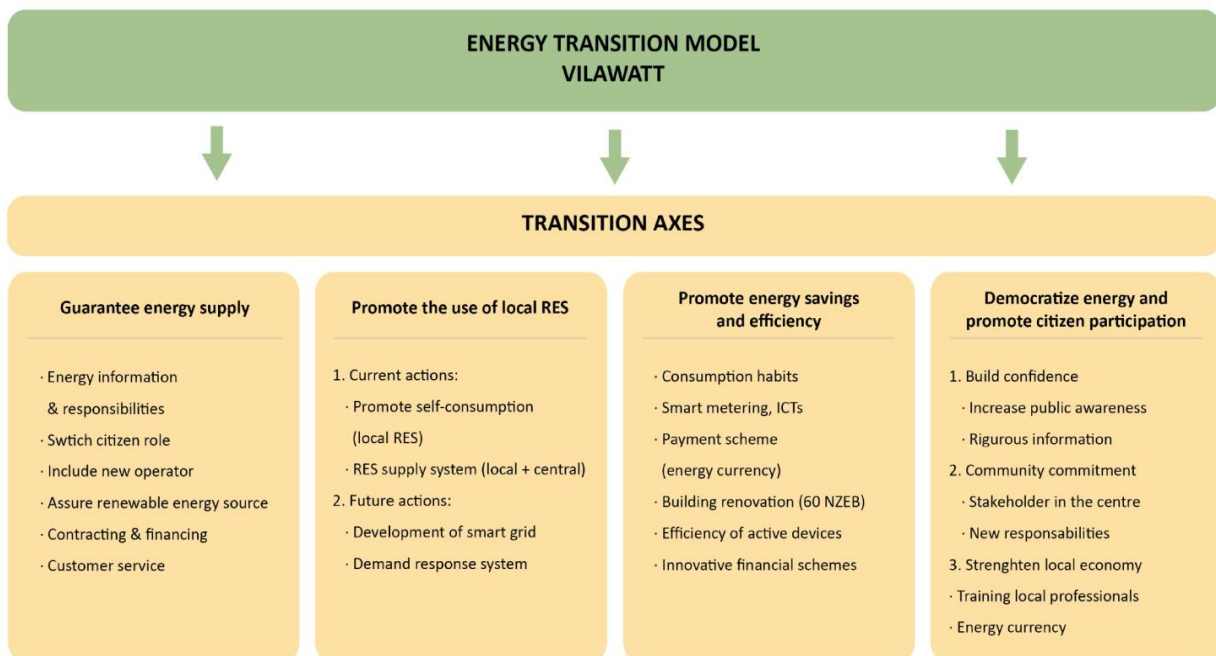 ENERGY TRANSITION MODEL
VILAWATT
TRANSITION AXES
Guarantee energy supply
· Energy information
& responsibilities
· Swtich citizen role
· Include new operator
· Assure renewable energy source
· Contracting & financing
· Customer service
Promote the use of local RES
1. Current actions:
· Promote self-consumption
(local RES)
· RES supply system (local + central)
2. Future actions:
· Development of smart grid
· Demand response system
Promote energy savings
and efficiency
· Consumption habits
· Smart metering, ICTs
· Payment scheme
(energy currency)
· Building renovation (60 NZEB)
· Efficiency of active devices
· Innovative financial schemes
Democratize energy and
promote citizen participation
1. Build confidence
· Increase public awareness
· Rigurous information
2. Community commitment
· Stakeholder in the centre
· New responsabilities
3. Strenghten local economy
· Training local professionals
· Energy currency